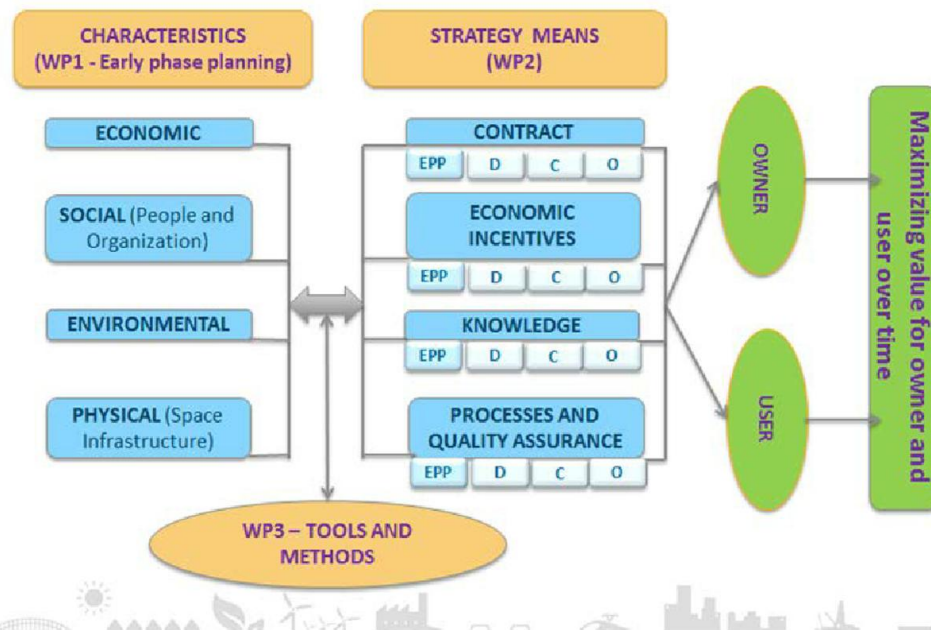 CHARACTERISTICS
(WP1 - Early phase planning)
STRATEGY MEANS
(WP2)
ECONOMIC
SOCIAL (People and
Organization)
ENVIRONMENTAL
PHYSICAL (Space
Infrastructure)
CONTRACT
EPP D C O
ECONOMIC
INCENTIVES
EPP D C O
KNOWLEDGE
EPP D C O
PROCESSES AND
QUALITY ASSURANCE
EPP D C O
WP3 – TOOLS AND
METHODS
OWNER
USER
Maximizing value for owner and
user over time